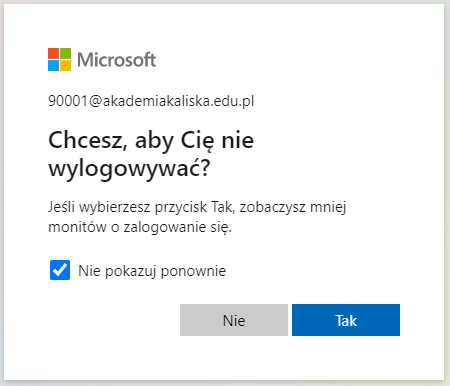 Microsoft
90001@akademiakaliska.edu.pl
Chcesz, aby Cię nie
wylogowywać?
Jeśli wybierzesz przycisk Tak, zobaczysz mniej
monitów o zalogowanie się.
Nie pokazuj ponownie
Nie
Tak